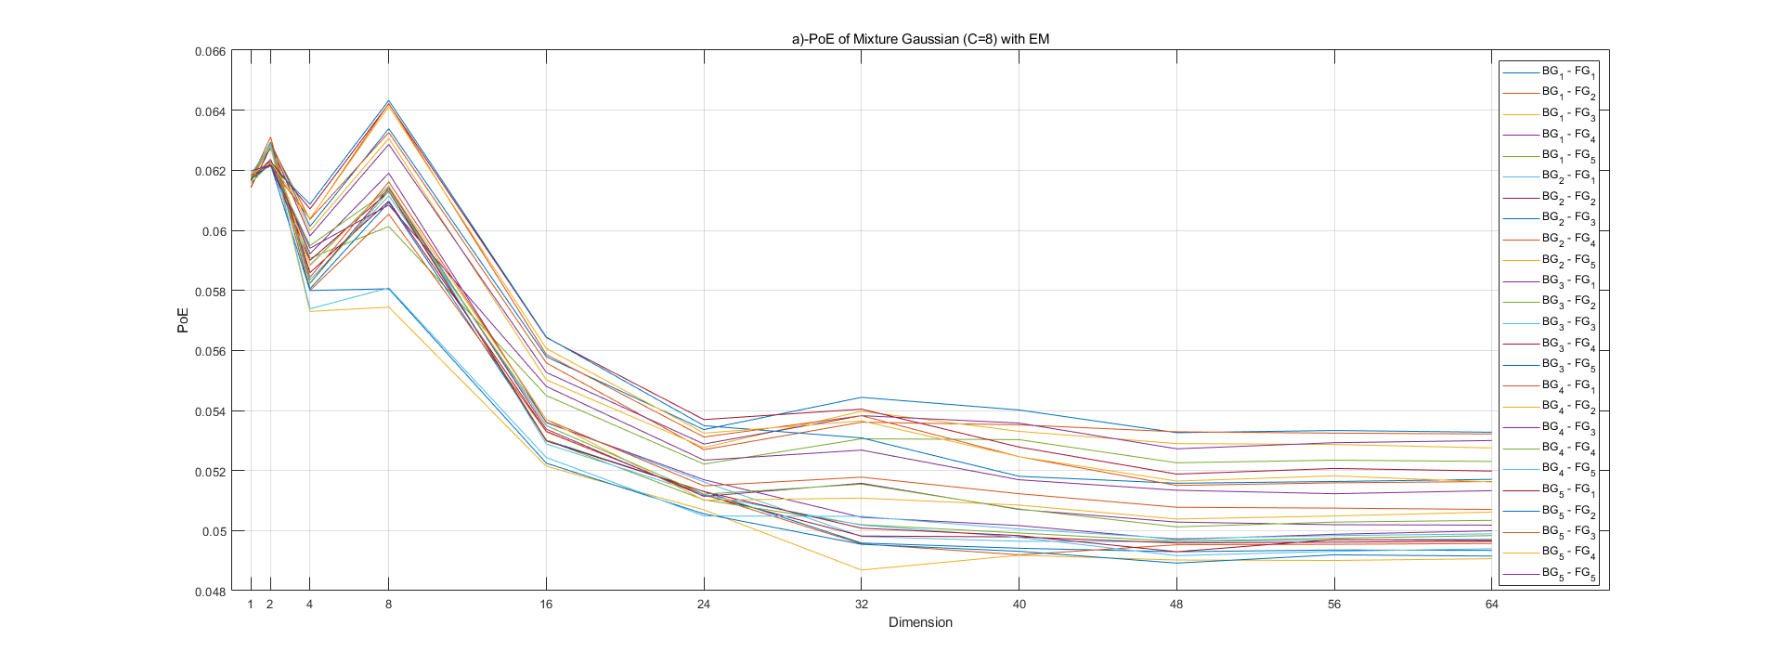 a)-PoE of Mixture Gaussian (C=8) with EM
0.066
0.064
0.062
0.06
0.058
0.056
0.054
0.052
0.05
0.048
PoE
1 2 4 8 16 24 32 40 48 56 64
Dimension
BG1 - FG1
BG1 - FG2
BG1 - FG3
BG1 - FG4
BG1 - FG5
BG2 - FG1
BG2 - FG2
BG2 - FG3
BG2 - FG4
BG2 - FG5
BG3 - FG1
BG3 - FG2
BG3 - FG3
BG3 - FG4
BG3 - FG5
BG4 - FG1
BG4 - FG2
BG4 - FG3
BG4 - FG4
BG4 - FG5
BG5 - FG1
BG5 - FG2
BG5 - FG3
BG5 - FG4
BG5 - FG5